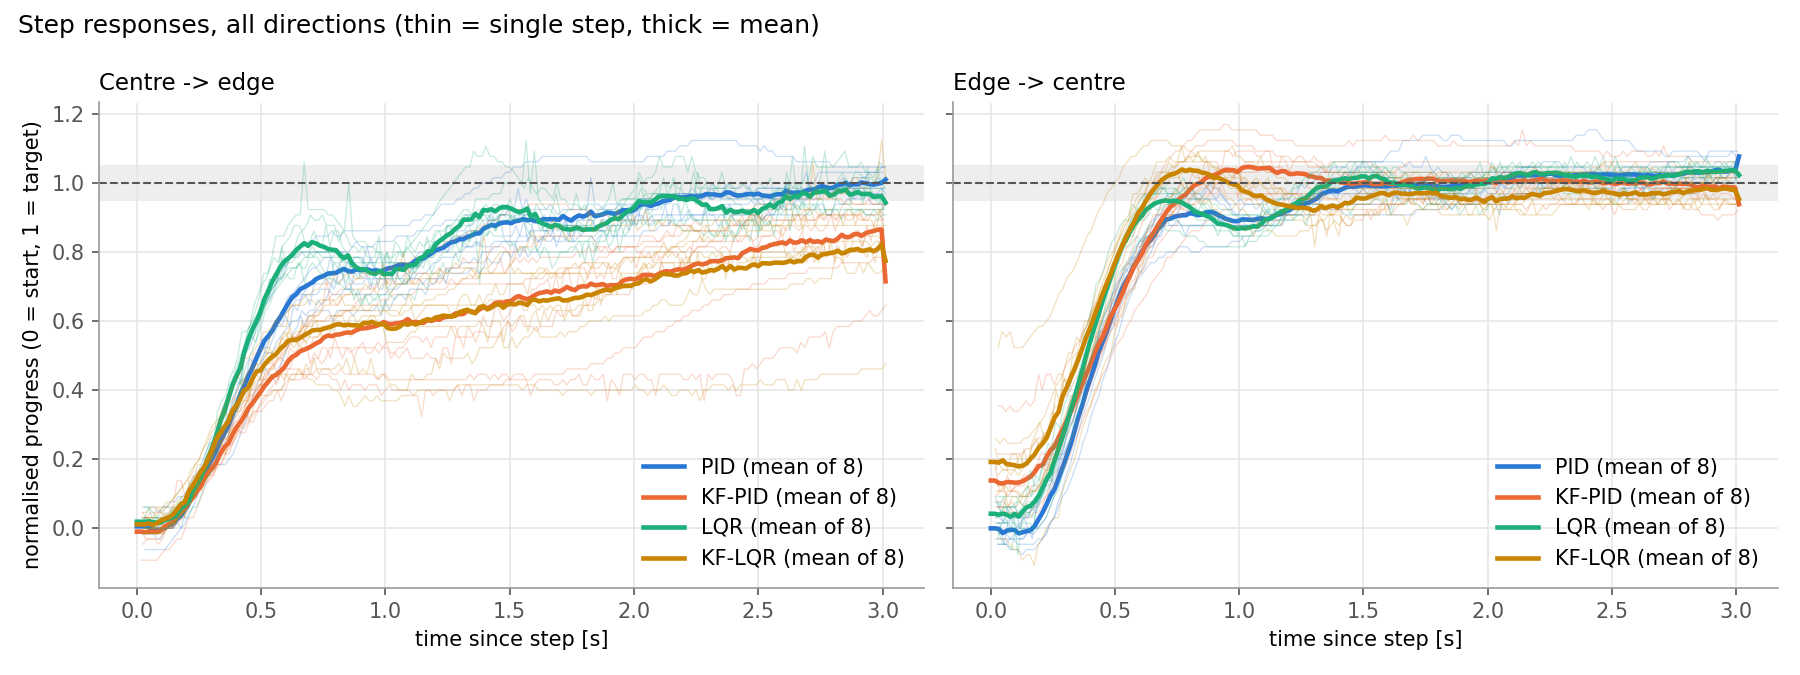 Step responses, all directions (thin = single step, thick = mean)
Centre -> edge
normalised progress (0 = start, 1 = target)
1.2
1.0
0.8
0.6
0.4
0.2
0.0
PID (mean of 8)
KF-PID (mean of 8)
LQR (mean of 8)
KF-LQR (mean of 8)
0.0 0.5 1.0 1.5 2.0 2.5 3.0
time since step [s]
Edge -> centre
PID (mean of 8)
KF-PID (mean of 8)
LQR (mean of 8)
KF-LQR (mean of 8)
0.0 0.5 1.0 1.5 2.0 2.5 3.0
time since step [s]